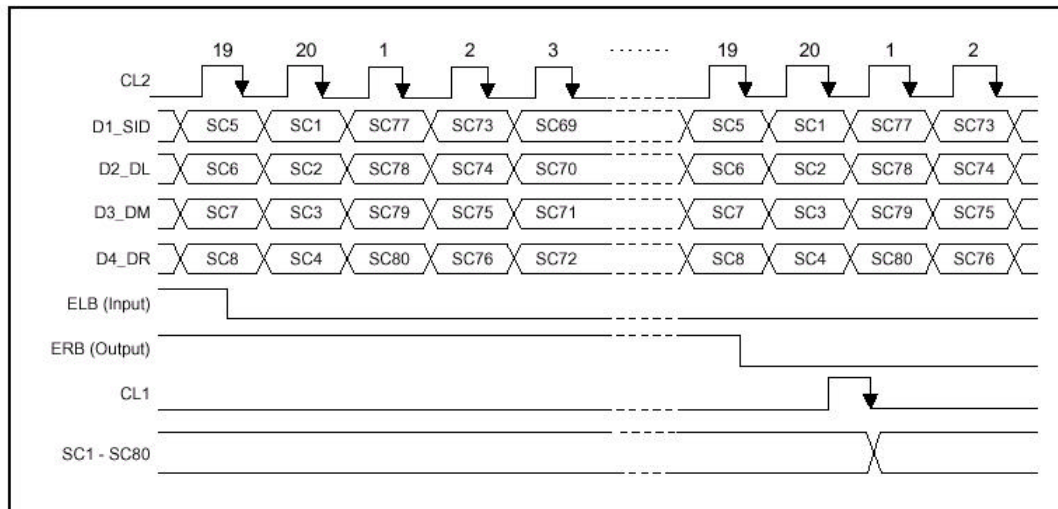 19 20 1 2 3 ........ 19 20 1 2
CL2
D1_SID SC5 SC1 SC77 SC73 SC69 SC5 SC1 SC77 SC73
D2_DL SC6 SC2 SC78 SC74 SC70 SC6 SC2 SC78 SC74
D3_DM SC7 SC3 SC79 SC75 SC71 SC7 SC3 SC79 SC75
D4_DR SC8 SC4 SC80 SC76 SC72 SC8 SC4 SC80 SC76
ELB (Input)
ERB (Output)
CL1
SC1 - SC80